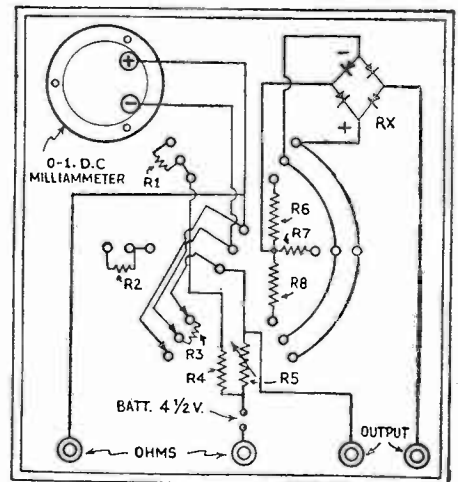 +
−
0-1. D.C
MILLIAMMETER
R1
R2
R3
R4
R5
R6
R7
R8
−
+
RX
BATT. 4 1/2 V.
OHMS
OUTPUT